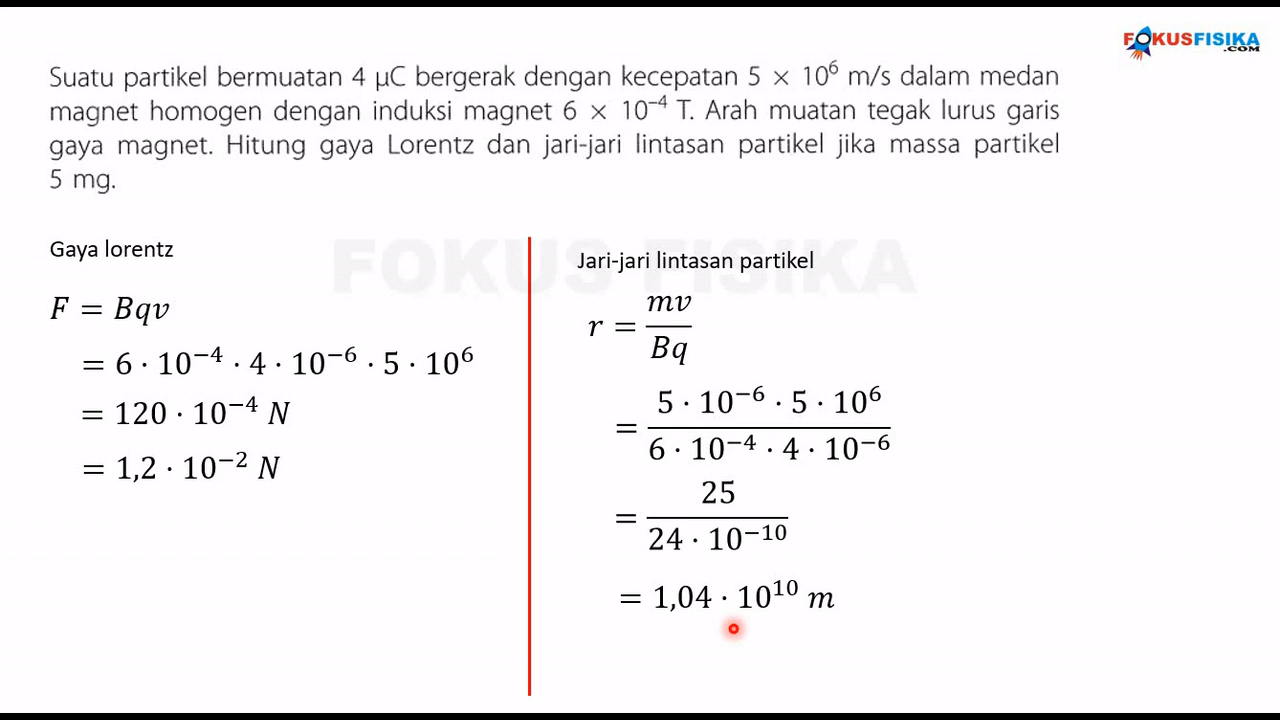 FOKUSFISIKA
.COM
Suatu partikel bermuatan 4 μC bergerak dengan kecepatan 5 × 10⁶ m/s dalam medan
magnet homogen dengan induksi magnet 6 × 10⁻⁴ T. Arah muatan tegak lurus garis
gaya magnet. Hitung gaya Lorentz dan jari-jari lintasan partikel jika massa partikel
5 mg.
FOKUS FISIKA
Gaya lorentz
F = Bqv
= 6 · 10⁻⁴ · 4 · 10⁻⁶ · 5 · 10⁶
= 120 · 10⁻⁴ N
= 1,2 · 10⁻² N
Jari-jari lintasan partikel
r = mv / Bq
= 5 · 10⁻⁶ · 5 · 10⁶ / 6 · 10⁻⁴ · 4 · 10⁻⁶
= 25 / 24 · 10⁻¹⁰
= 1,04 · 10¹⁰ m